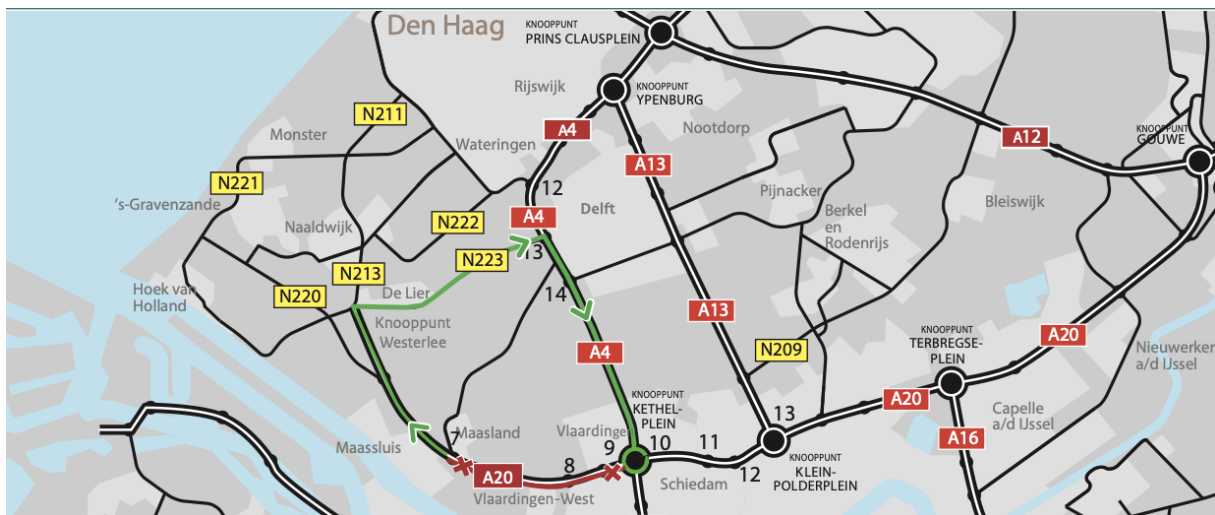 Den Haag
KNOOPPUNT
PRINS CLAUSPLEIN
Rijswijk
KNOOPPUNT
YPENBURG
N211
Monster
A4
Nootdorp
A12
KNOOPPUNT
GOUWE
Wateringen
A13
N221
's-Gravenzande
12
Delft
Pijnacker
Bleiswijk
A4
Naaldwijk
N222
Berkel
en
Rodenrijs
13
N223
N213
Hoek van
Holland
N220
De Lier
14
Knooppunt
Westerlee
A13
A4
N209
KNOOPPUNT
TERBREGSE-
PLEIN
A20
Nieuwerker
a/d IJssel
KNOOPPUNT
KETHEL-
PLEIN
A20
Capelle
a/d IJssel
13
7
Maasland
Vlaardinge
Maassluis
9
10
11
A16
12
KNOOPPUNT
KLEIN-
POLDERPLEIN
8
A20
Schiedam
Vlaardingen-West